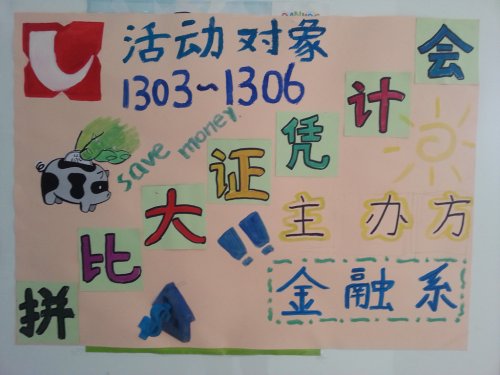 活动对象
1303~1306
save money.
会计凭证大比拼
!!
主办方
金融系